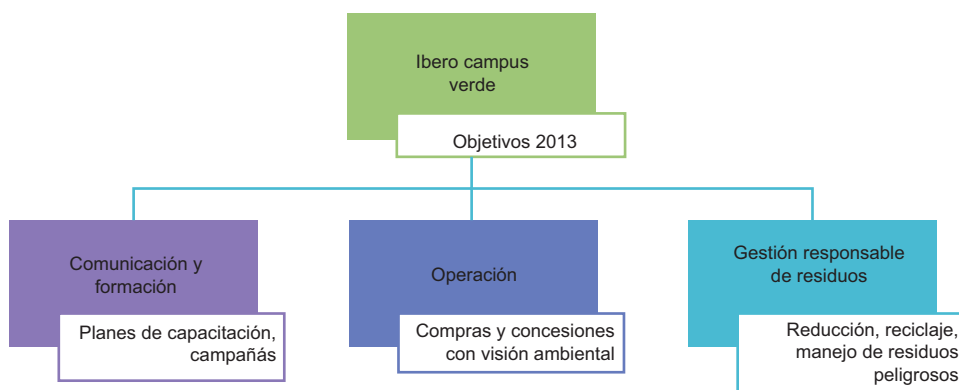 Ibero campus
verde
Objetivos 2013
Comunicación y
formación
Planes de capacitación,
campañás
Operación
Compras y concesiones
con visión ambiental
Gestión responsable
de residuos
Reducción, reciclaje,
manejo de residuos
peligrosos